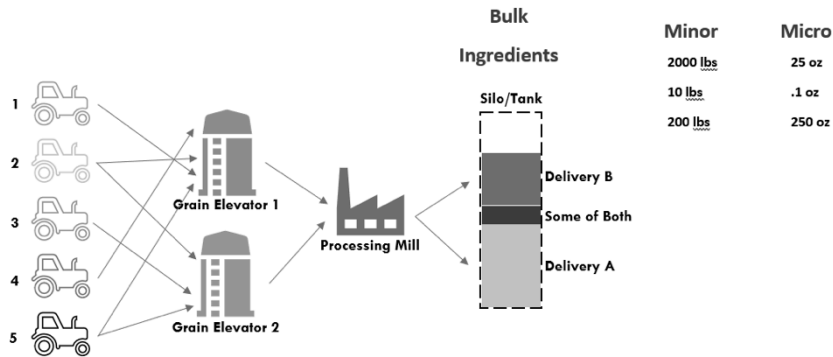 Bulk
Ingredients
Minor
Micro
2000 lbs
25 oz
10 lbs
.1 oz
200 lbs
250 oz
Silo/Tank
1
2
3
4
5
Grain Elevator 1
Grain Elevator 2
Processing Mill
Delivery B
Some of Both
Delivery A